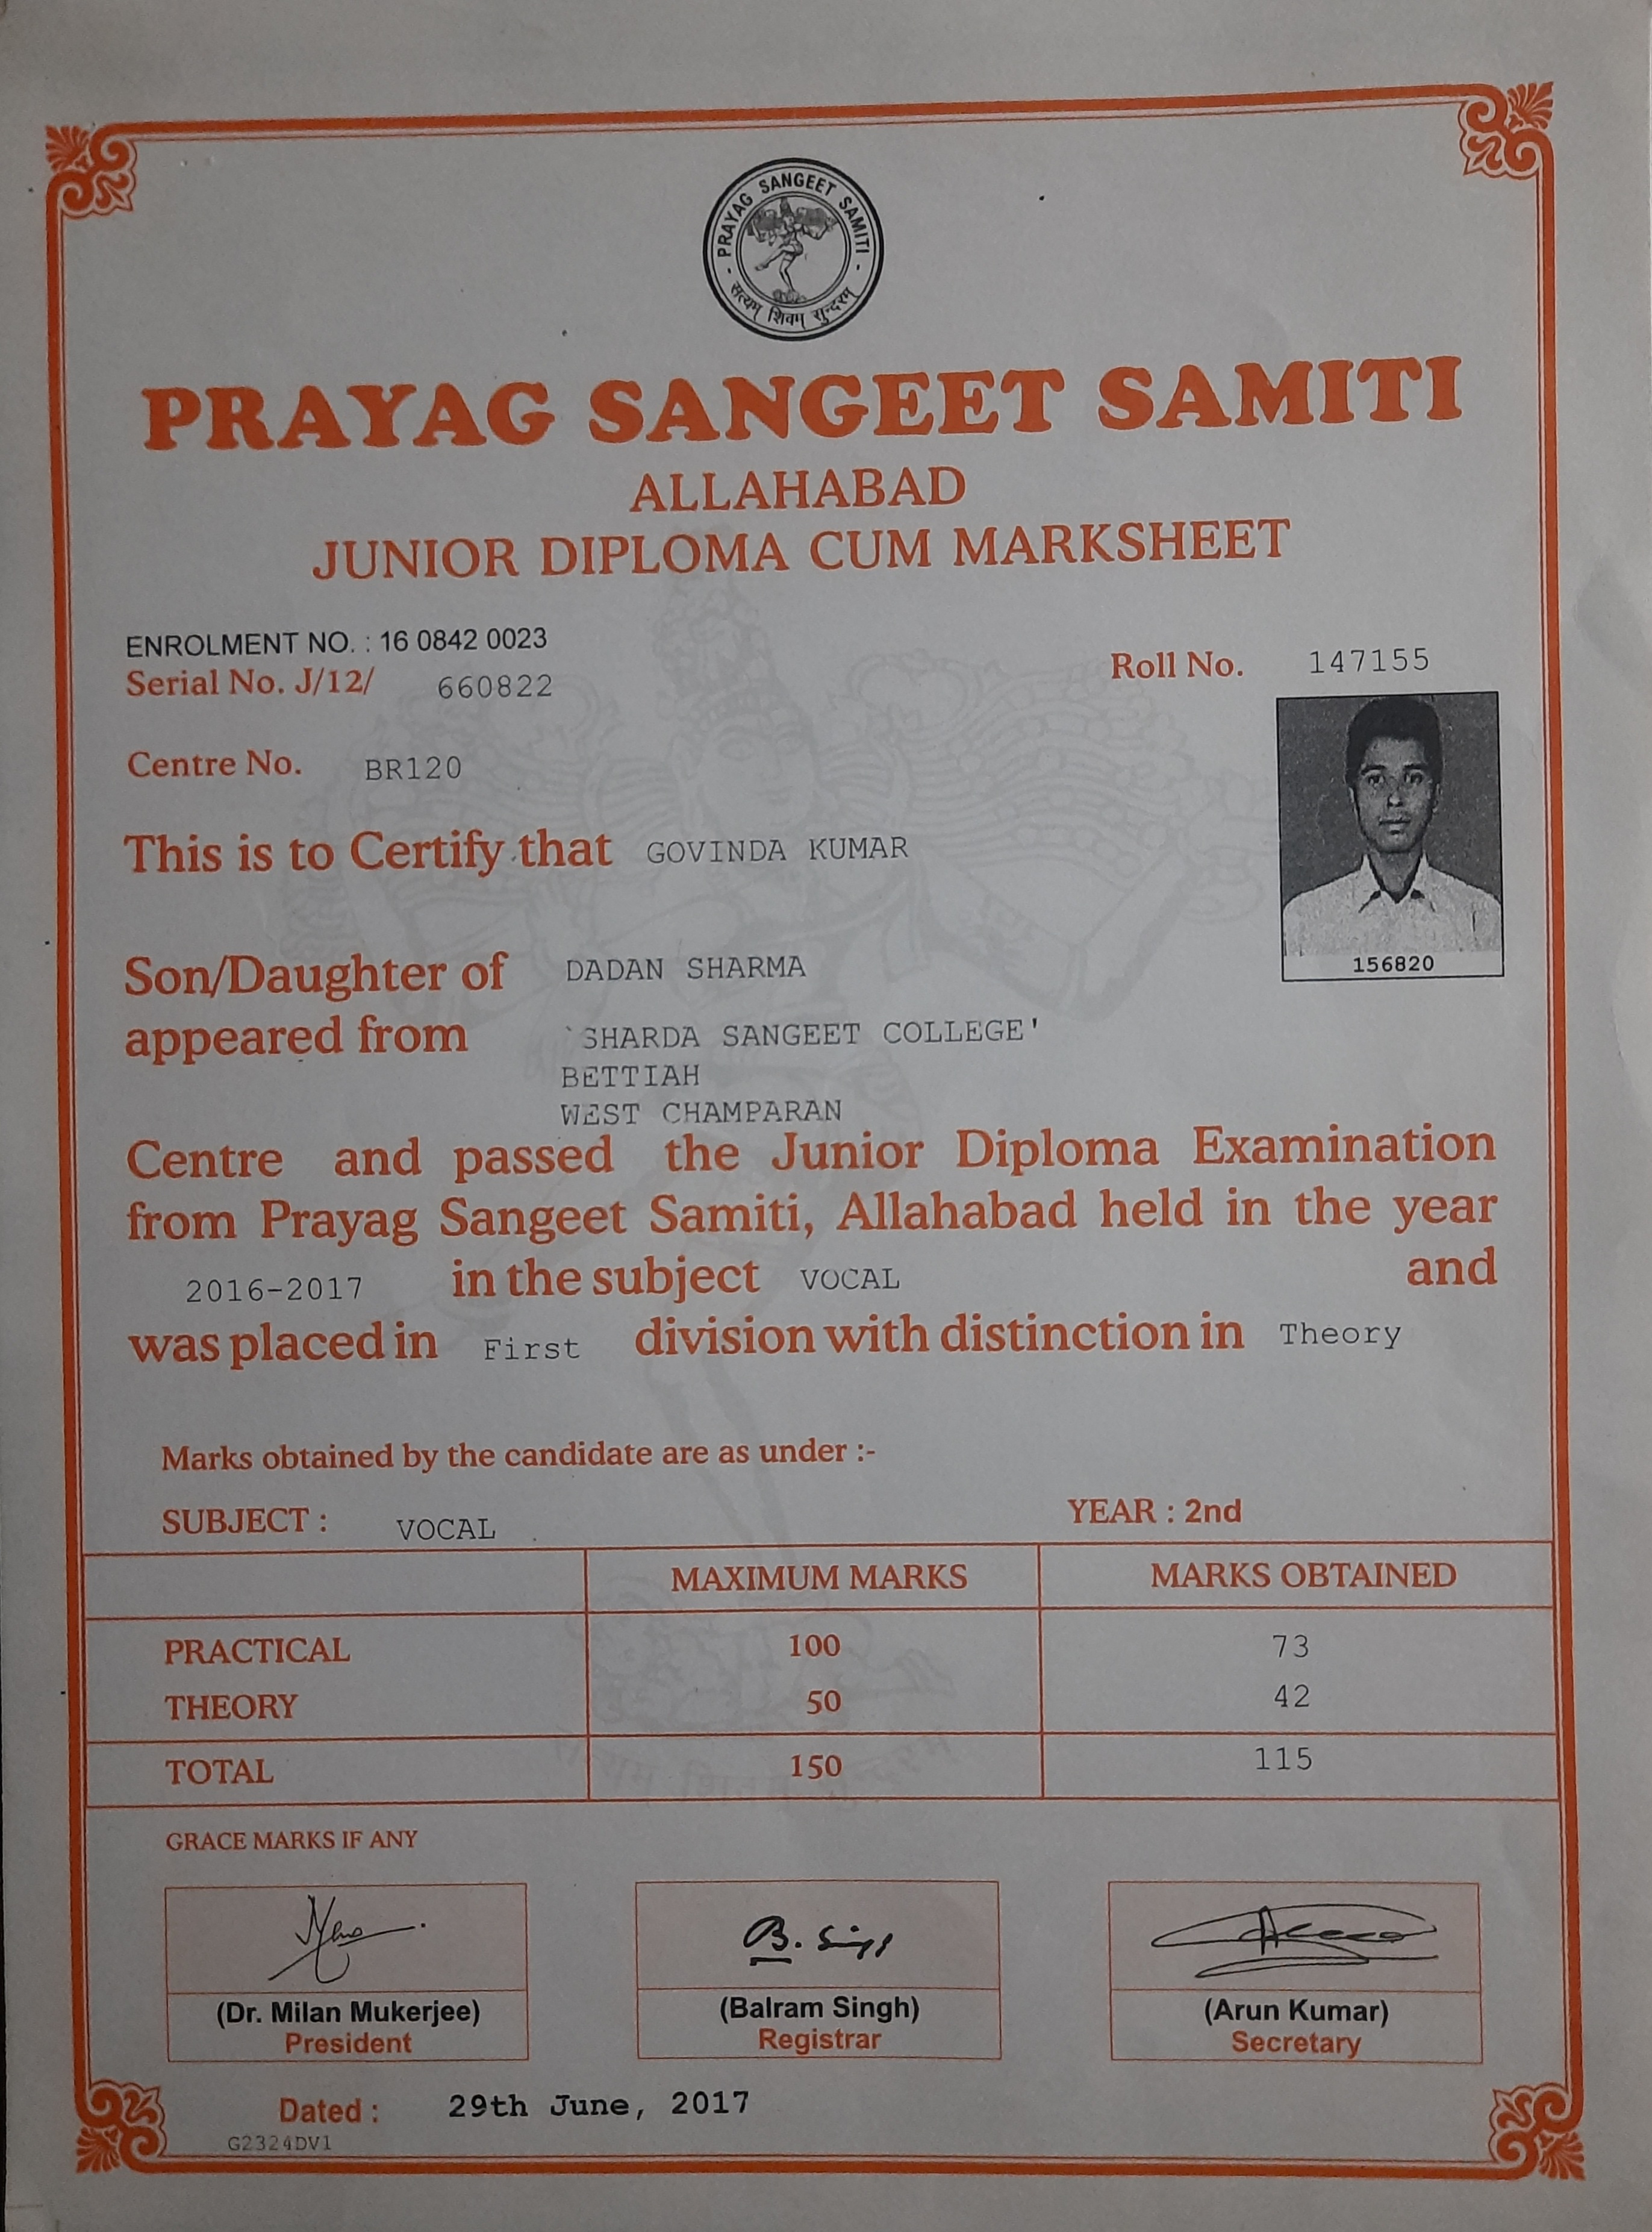 PRAYAG SANGEET SAMITI
सत्यम् शिवम् सुन्दरम्
PRAYAG SANGEET SAMITI
ALLAHABAD
JUNIOR DIPLOMA CUM MARKSHEET
ENROLMENT NO. : 16 0842 0023
Serial No. J/12/ 660822
Roll No. 147155
Centre No. BR120
156820
This is to Certify that GOVINDA KUMAR
Son/Daughter of DADAN SHARMA
appeared from `SHARDA SANGEET COLLEGE'
BETTIAH
WEST CHAMPARAN
Centre and passed the Junior Diploma Examination
from Prayag Sangeet Samiti, Allahabad held in the year
2016-2017 in the subject VOCAL and
was placed in First division with distinction in Theory
Marks obtained by the candidate are as under :-
SUBJECT : VOCAL YEAR : 2nd
MAXIMUM MARKS MARKS OBTAINED
PRACTICAL 100 73
THEORY 50 42
TOTAL 150 115
GRACE MARKS IF ANY
B. Singh
(Dr. Milan Mukerjee) (Balram Singh) (Arun Kumar)
President Registrar Secretary
Dated : 29th June, 2017
G2324DV1